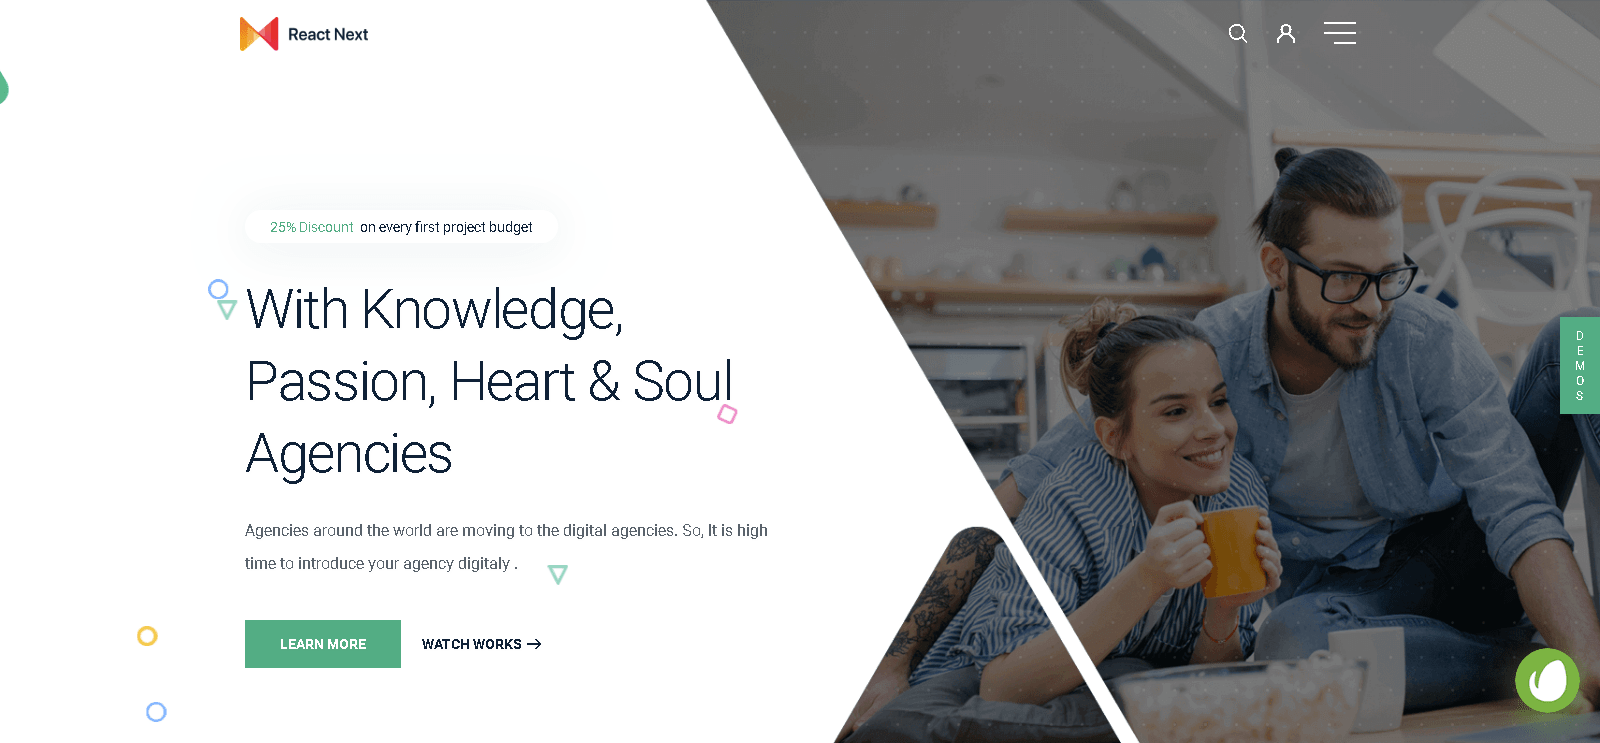 React Next
25% Discount on every first project budget
With Knowledge,
Passion, Heart & Soul
Agencies
Agencies around the world are moving to the digital agencies. So, It is high
time to introduce your agency digitaly .
LEARN MORE
WATCH WORKS →
D
E
M
O
S